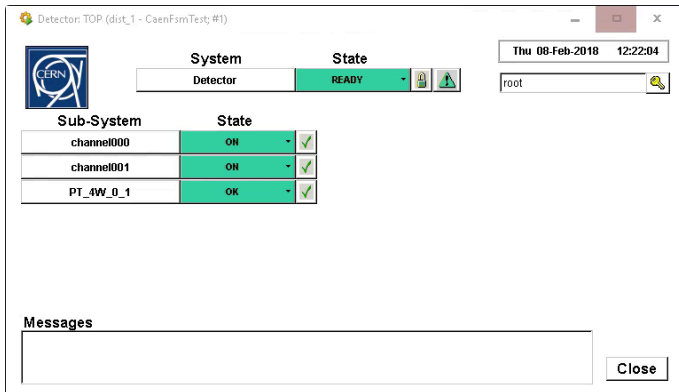 Detector: TOP (dist_1 - CaenFsmTest; #1)
System State
Thu 08-Feb-2018 12:22:04
CERN
Detector READY
root
Sub-System State
channel000 ON
channel001 ON
PT_4W_0_1 OK
Messages
Close